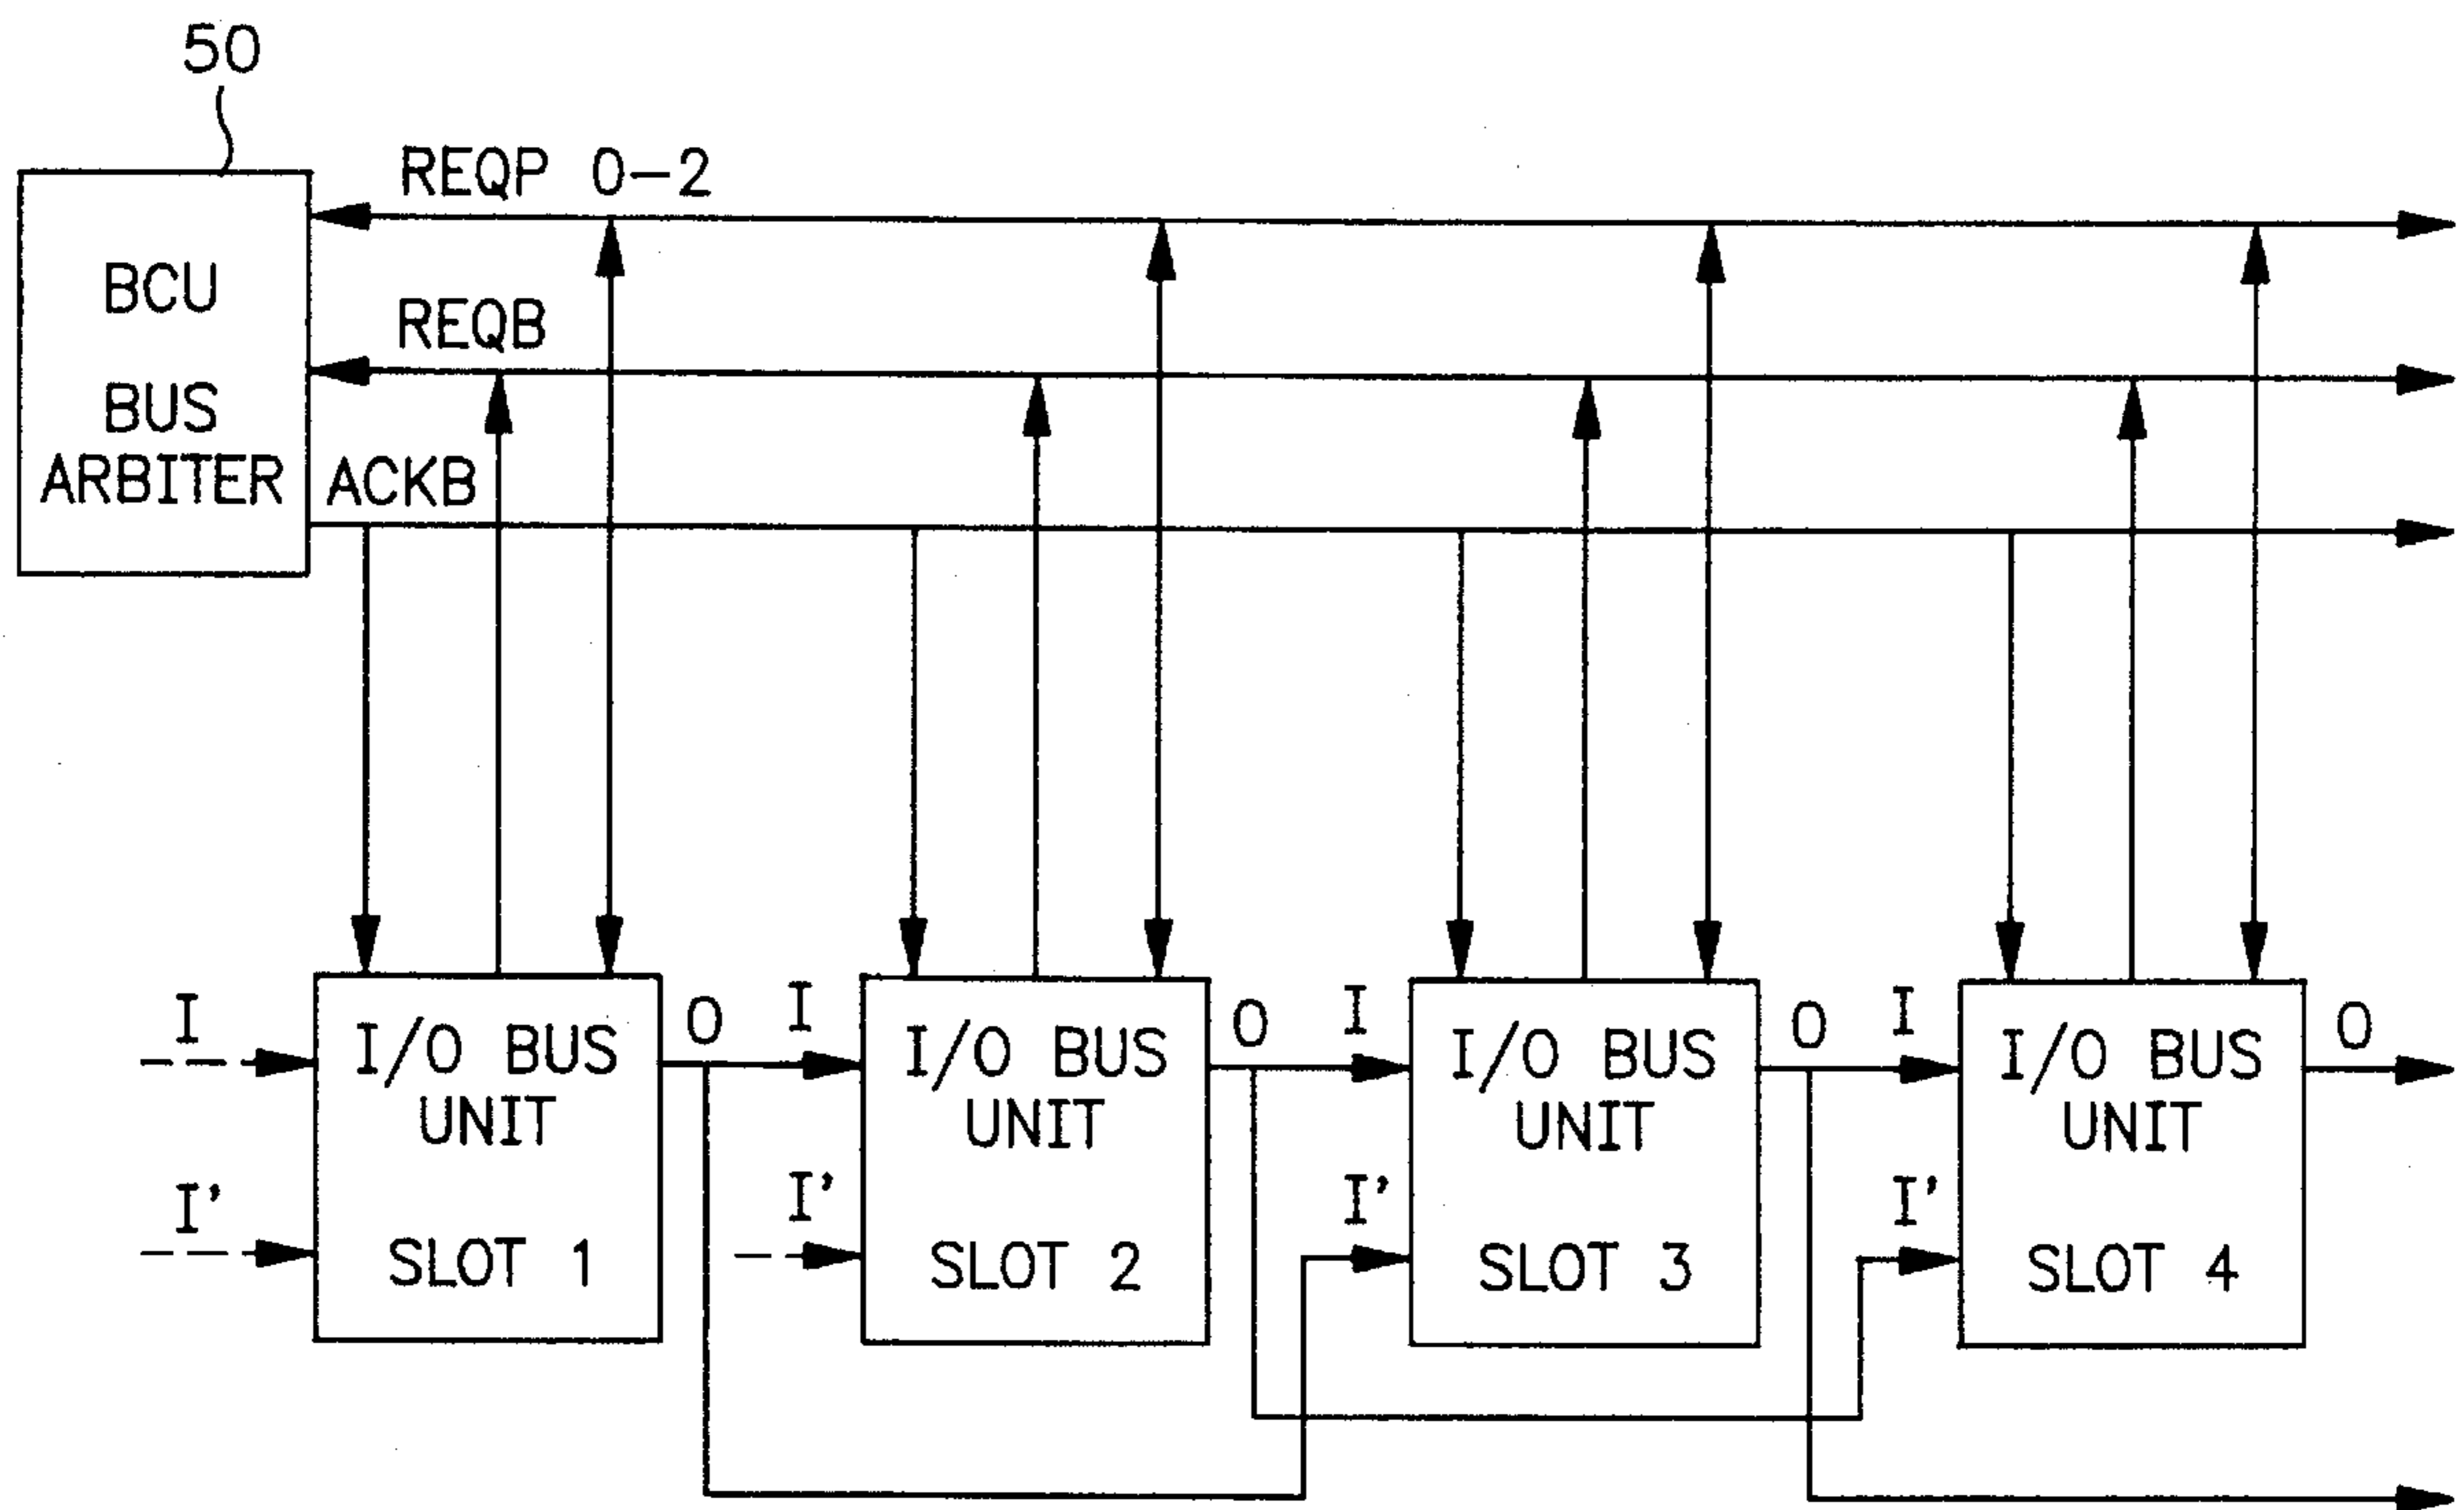 50
REQP 0-2
BCU
BUS
ARBITER
REQB
ACKB
I
I'
I/O BUS
UNIT
SLOT 1
O
I
I'
I/O BUS
UNIT
SLOT 2
O
I
I'
I/O BUS
UNIT
SLOT 3
O
I
I'
I/O BUS
UNIT
SLOT 4
O